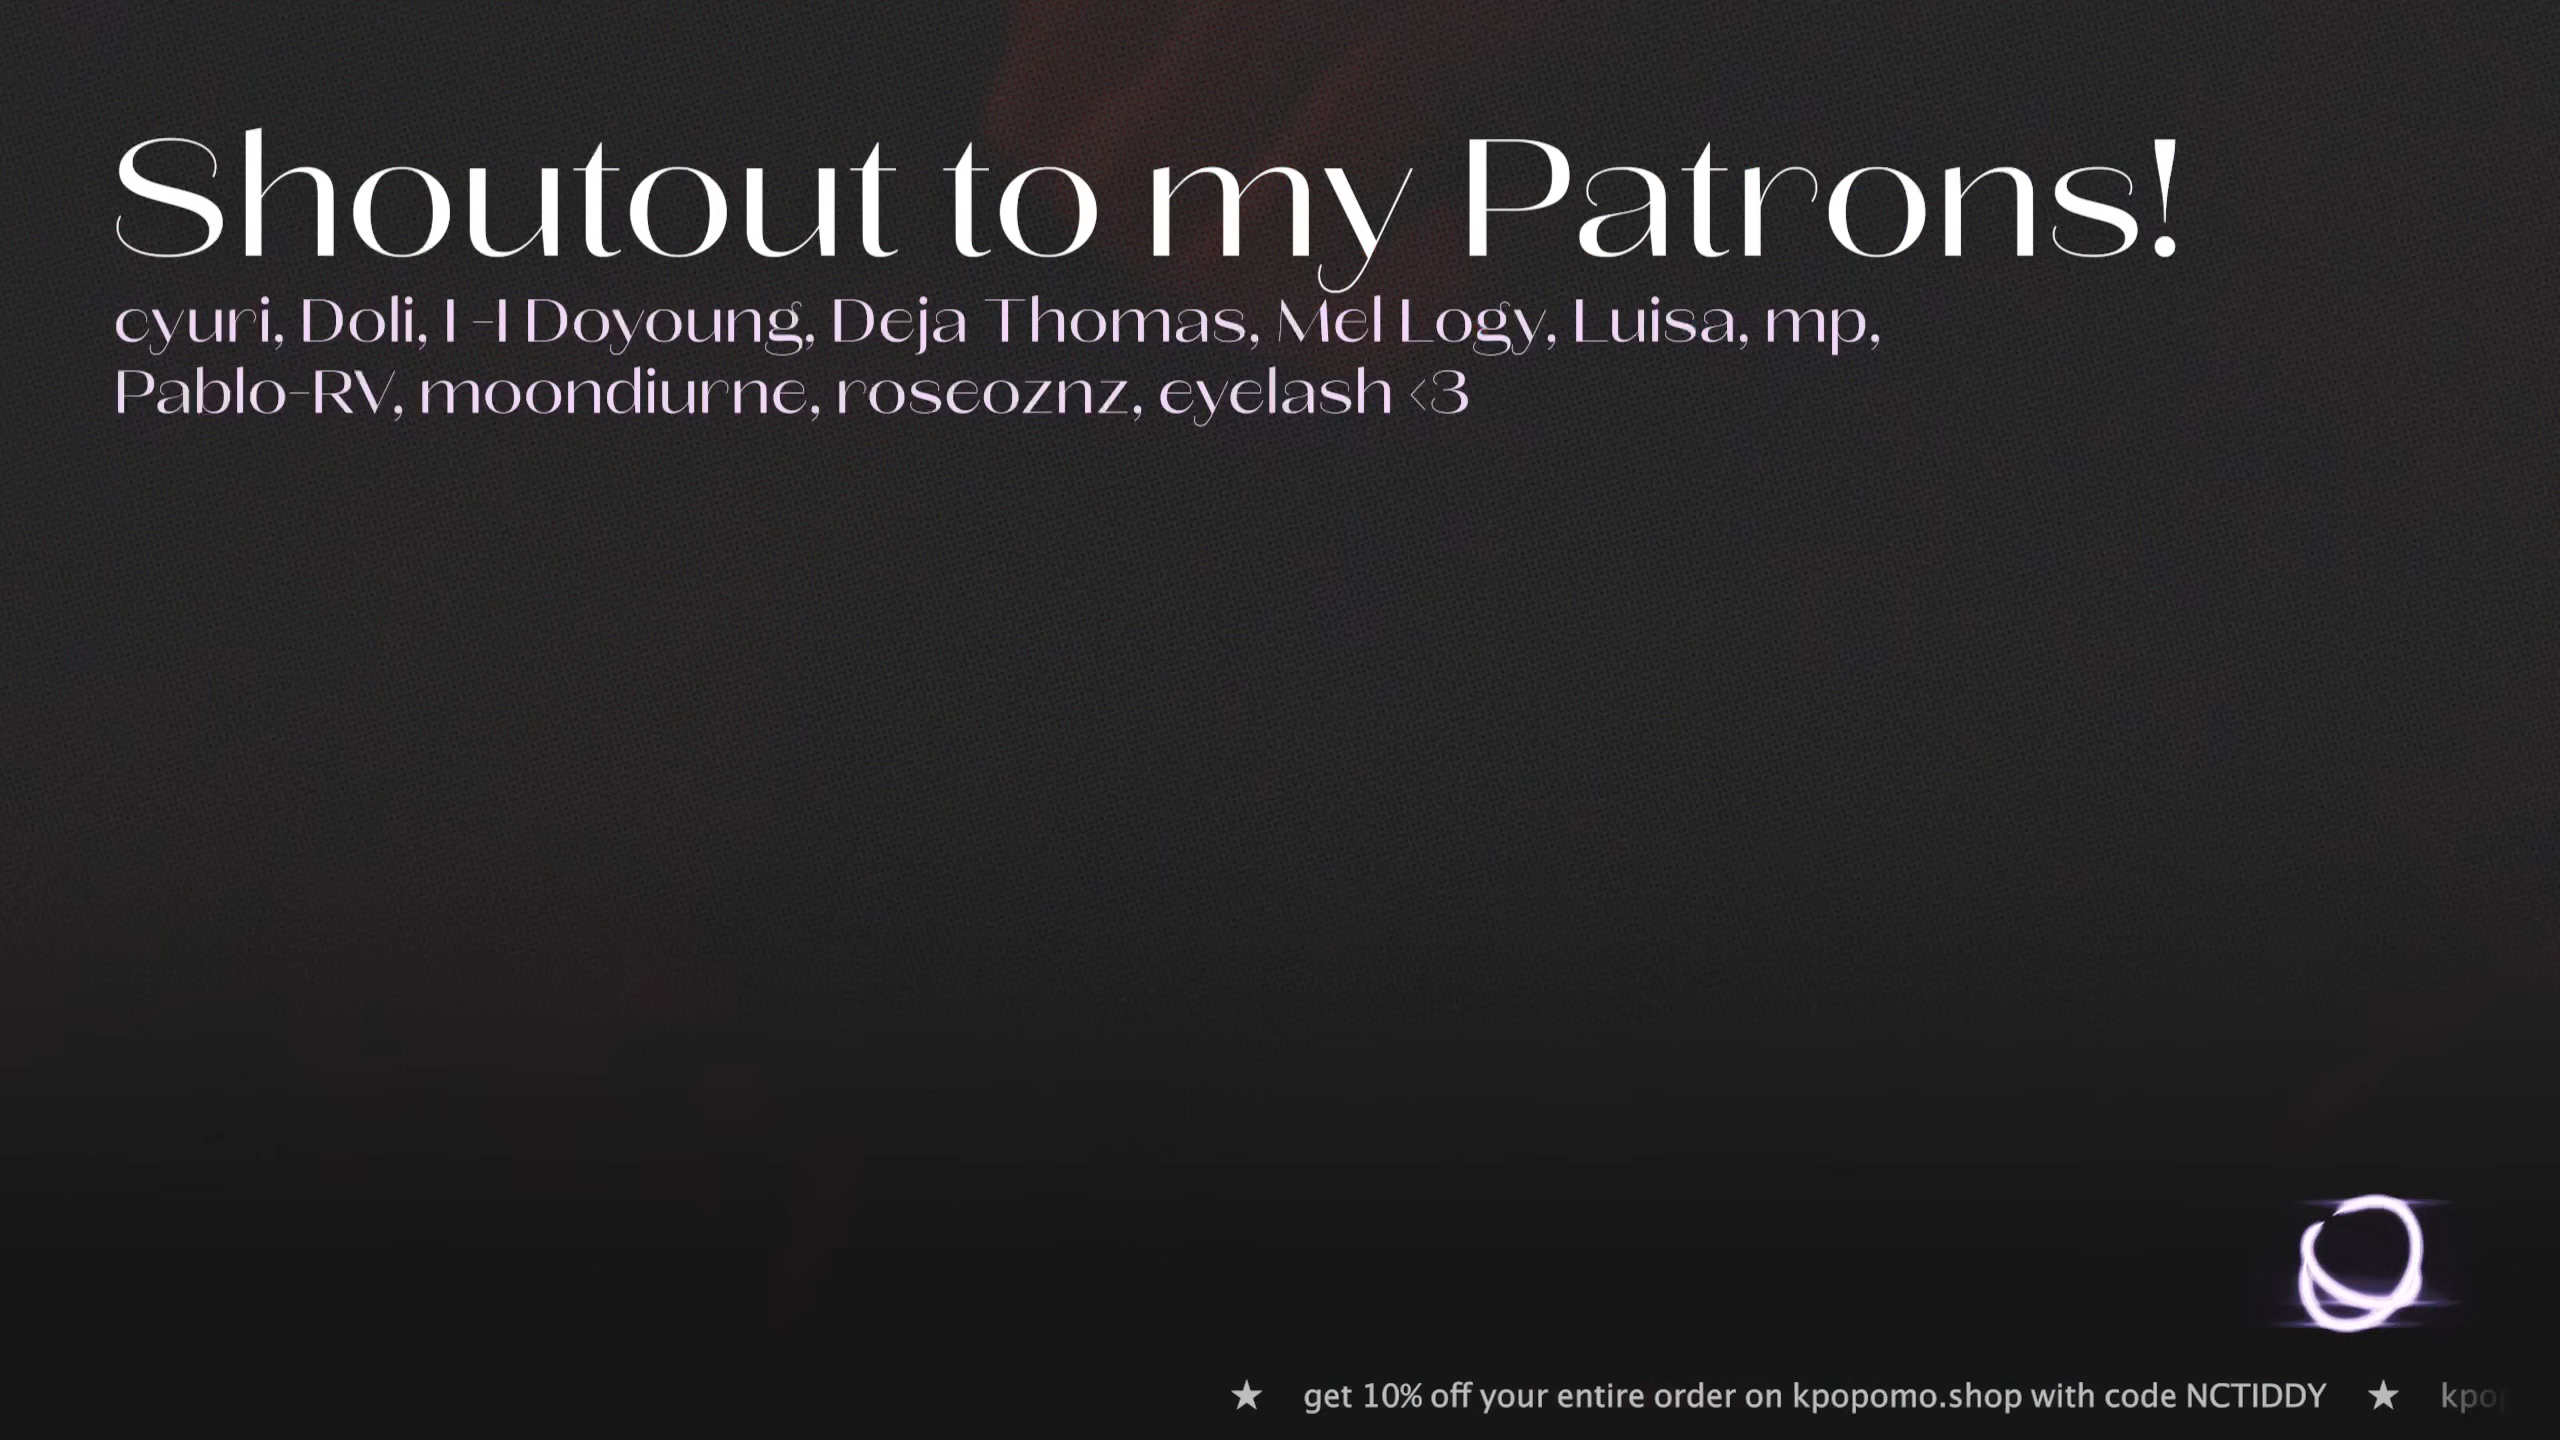 Shoutout to my Patrons!
cyuri, Doli, I -I Doyoung, Deja Thomas, Mel Logy, Luisa, mp,
Pablo-RV, moondiurne, roseoznz, eyelash <3
★ get 10% off your entire order on kpopomo.shop with code NCTIDDY ★ kpo